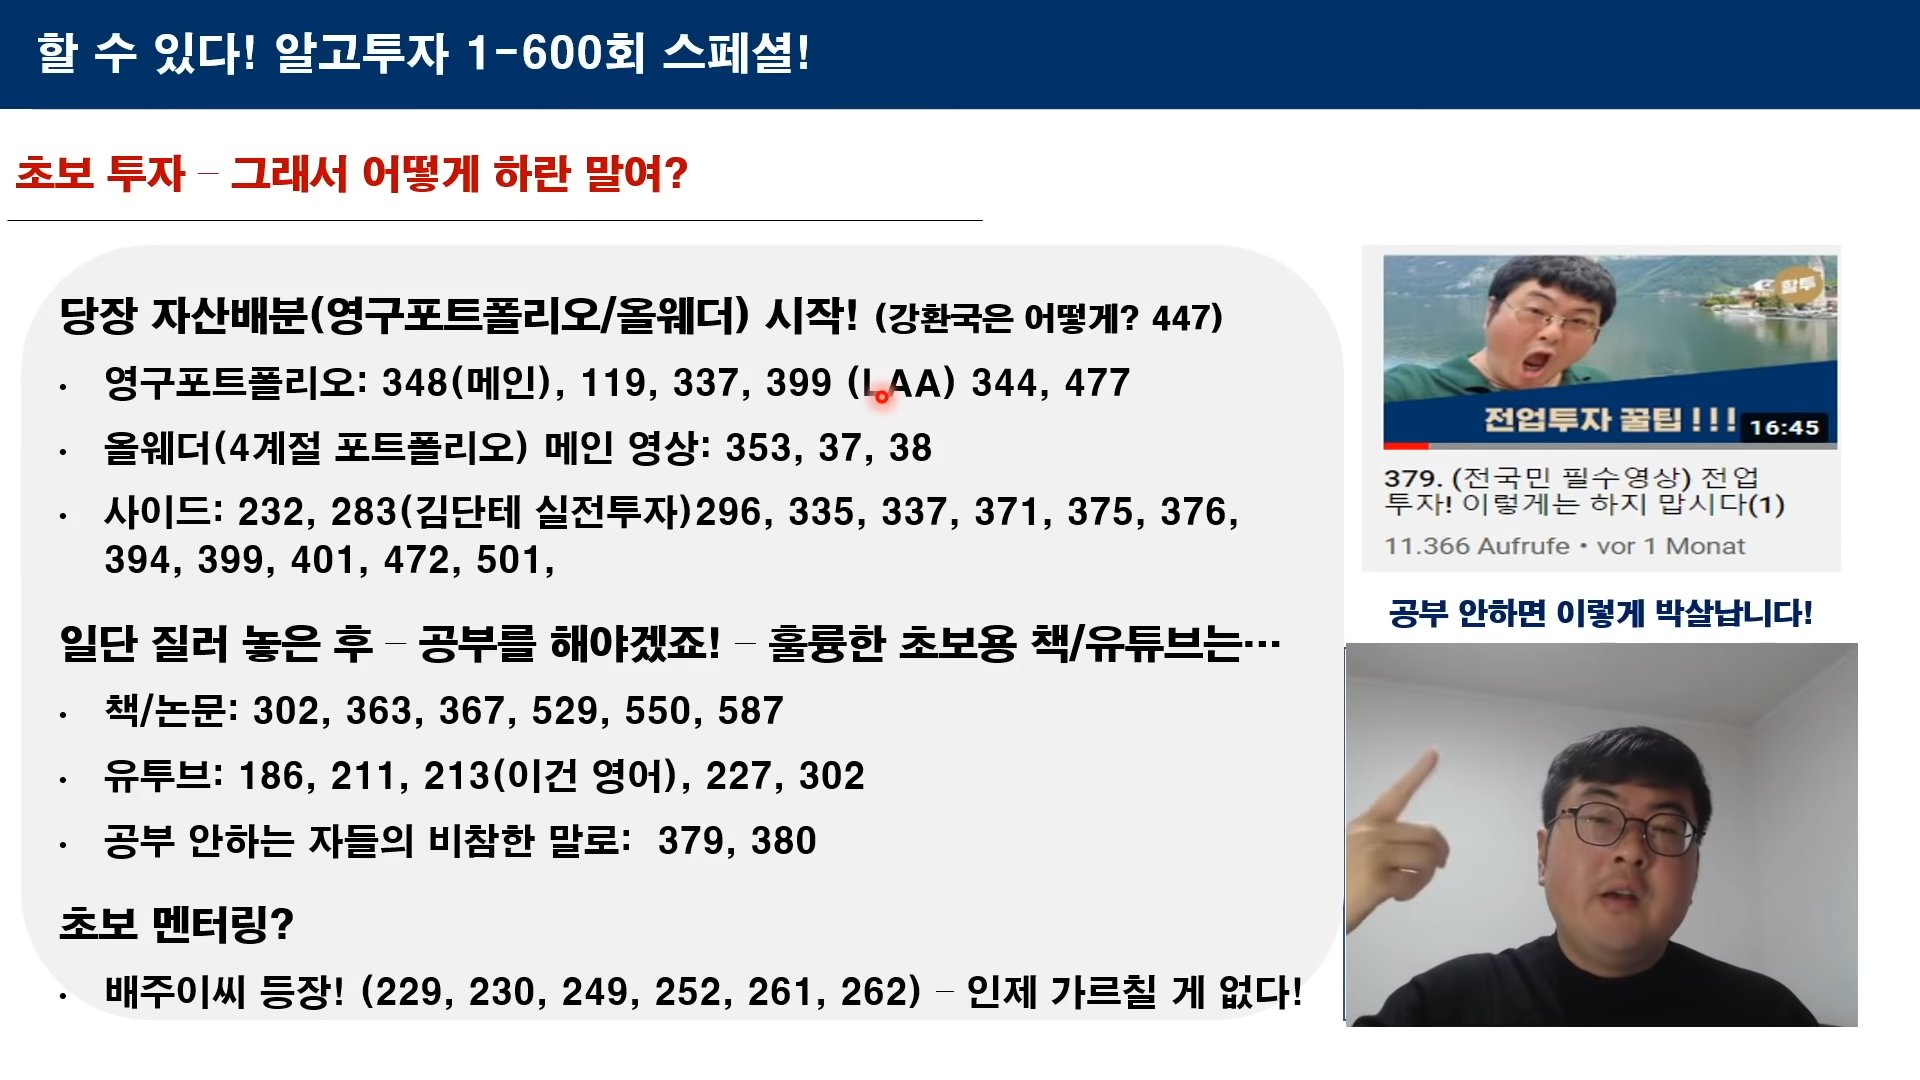 할 수 있다! 알고투자 1-600회 스페셜!
초보 투자 – 그래서 어떻게 하란 말여?
당장 자산배분(영구포트폴리오/올웨더) 시작! (강환국은 어떻게? 447)
• 영구포트폴리오: 348(메인), 119, 337, 399 (LAA) 344, 477
• 올웨더(4계절 포트폴리오) 메인 영상: 353, 37, 38
• 사이드: 232, 283(김단테 실전투자)296, 335, 337, 371, 375, 376,
394, 399, 401, 472, 501,
일단 질러 놓은 후 – 공부를 해야겠죠! – 훌륭한 초보용 책/유튜브는…
• 책/논문: 302, 363, 367, 529, 550, 587
• 유투브: 186, 211, 213(이건 영어), 227, 302
• 공부 안하는 자들의 비참한 말로: 379, 380
초보 멘터링?
• 배주이씨 등장! (229, 230, 249, 252, 261, 262) – 인제 가르칠 게 없다!
할투
전업투자 꿀팁 !!!
16:45
379. (전국민 필수영상) 전업
투자! 이렇게는 하지 맙시다(1)
11.366 Aufrufe • vor 1 Monat
공부 안하면 이렇게 박살납니다!